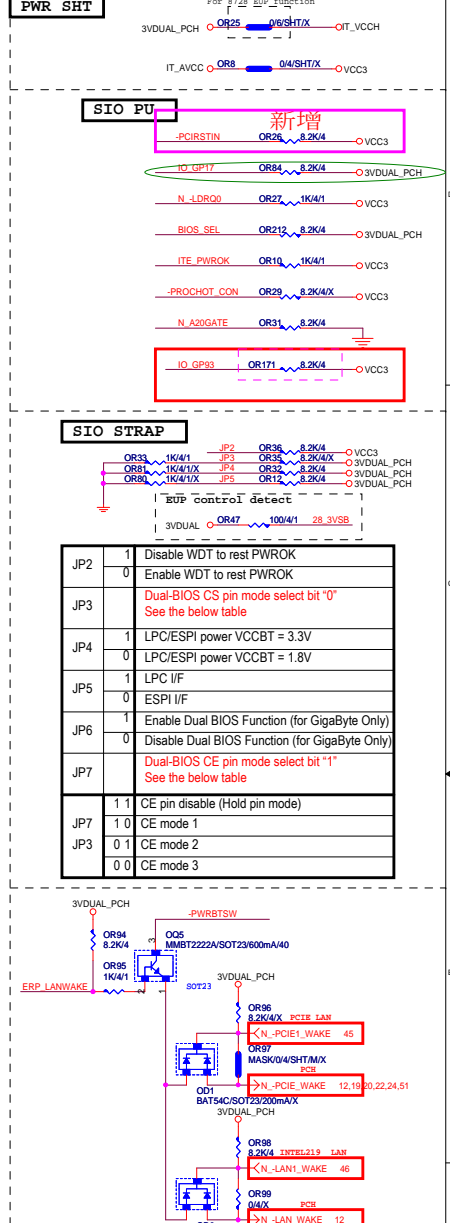 PWR SHT
For 8728 EUP function
3VDUAL_PCH OR25 0/6/SHT/X IT_VCCH
IT_AVCC OR8 0/4/SHT/X VCC3
SIO PU
新增
-PCIRSTIN OR26 8.2K/4 VCC3
IO_GP17 OR84 8.2K/4 3VDUAL_PCH
N_-LDRQ0 OR27 1K/4/1 VCC3
BIOS_SEL OR212 8.2K/4 3VDUAL_PCH
ITE_PWROK OR10 1K/4/1 VCC3
-PROCHOT_CON OR29 8.2K/4/X VCC3
N_A20GATE OR31 8.2K/4
IO_GP93 OR171 8.2K/4 VCC3
SIO STRAP
JP2 OR36 8.2K/4 VCC3
OR33 1K/4/1 JP3 OR35 8.2K/4/X 3VDUAL_PCH
OR81 1K/4/1/X JP4 OR32 8.2K/4 3VDUAL_PCH
OR80 1K/4/1/X JP5 OR12 8.2K/4 3VDUAL_PCH
EUP control detect
3VDUAL OR47 100/4/1 28_3VSB
JP2 1 Disable WDT to rest PWROK
0 Enable WDT to rest PWROK
JP3 Dual-BIOS CS pin mode select bit “0”
See the below table
JP4 1 LPC/ESPI power VCCBT = 3.3V
0 LPC/ESPI power VCCBT = 1.8V
JP5 1 LPC I/F
0 ESPI I/F
JP6 1 Enable Dual BIOS Function (for GigaByte Only)
0 Disable Dual BIOS Function (for GigaByte Only)
JP7 Dual-BIOS CE pin mode select bit “1”
See the below table
JP7 JP3 1 1 CE pin disable (Hold pin mode)
1 0 CE mode 1
0 1 CE mode 2
0 0 CE mode 3
3VDUAL_PCH
-PWRBTSW
OR94
8.2K/4
OQ5
MMBT2222A/SOT23/600mA/40
3
OR95
1K/4/1
ERP_LANWAKE
2
1
SOT23
3VDUAL_PCH
OR96
8.2K/4/X PCIE LAN
N_-PCIE1_WAKE 45
OR97
MASK/0/4/SHT/M/X
PCH
N_-PCIE_WAKE 12,19,20,22,24,51
OD1
BAT54C/SOT23/200mA/X
3VDUAL_PCH
OR98
8.2K/4 INTEL219 LAN
N_-LAN1_WAKE 46
OR99
0/4/X PCH
N_-LAN_WAKE 12